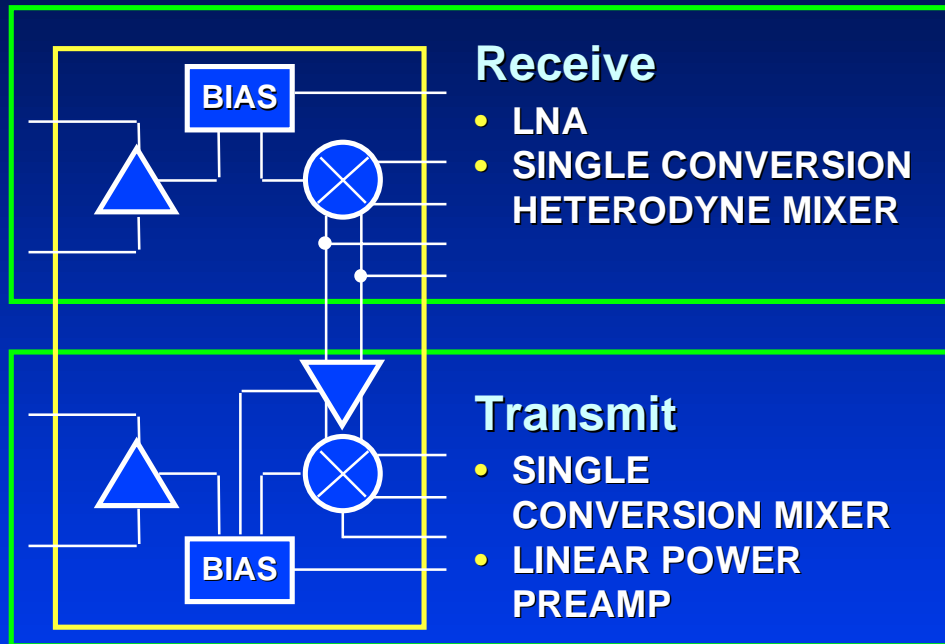 BIAS
Receive
• LNA
• SINGLE CONVERSION
HETERODYNE MIXER
Transmit
• SINGLE
CONVERSION MIXER
• LINEAR POWER
PREAMP
BIAS